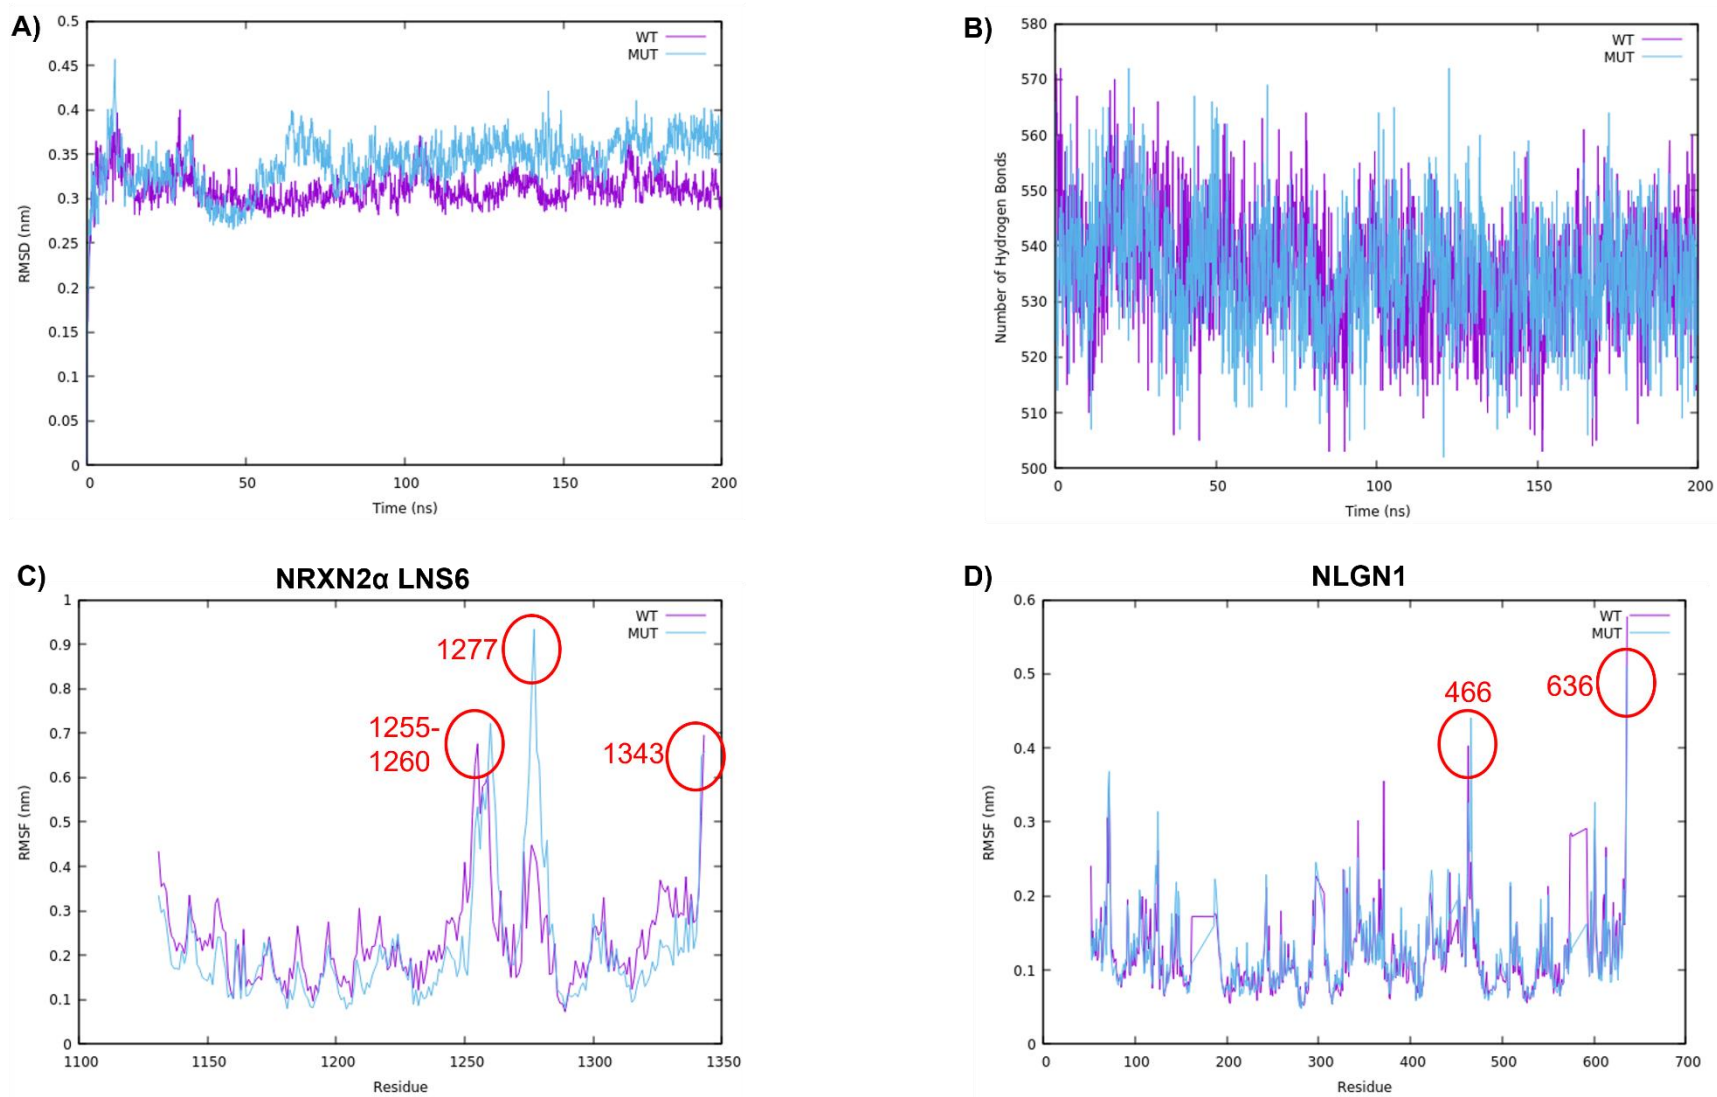 A)
0.5
0.45
0.4
0.35
0.3
0.25
0.2
0.15
0.1
0.05
0
RMSD (nm)
WT
MUT
0 50 100 150 200
Time (ns)
B)
580
570
560
550
540
530
520
510
500
Number of Hydrogen Bonds
WT
MUT
0 50 100 150 200
Time (ns)
C)
NRXN2α LNS6
1
0.9
0.8
0.7
0.6
0.5
0.4
0.3
0.2
0.1
0
RMSF (nm)
WT
MUT
1277
1255-
1260
1343
1100 1150 1200 1250 1300 1350
Residue
D)
NLGN1
0.6
0.5
0.4
0.3
0.2
0.1
0
RMSF (nm)
WT
MUT
466
636
0 100 200 300 400 500 600 700
Residue